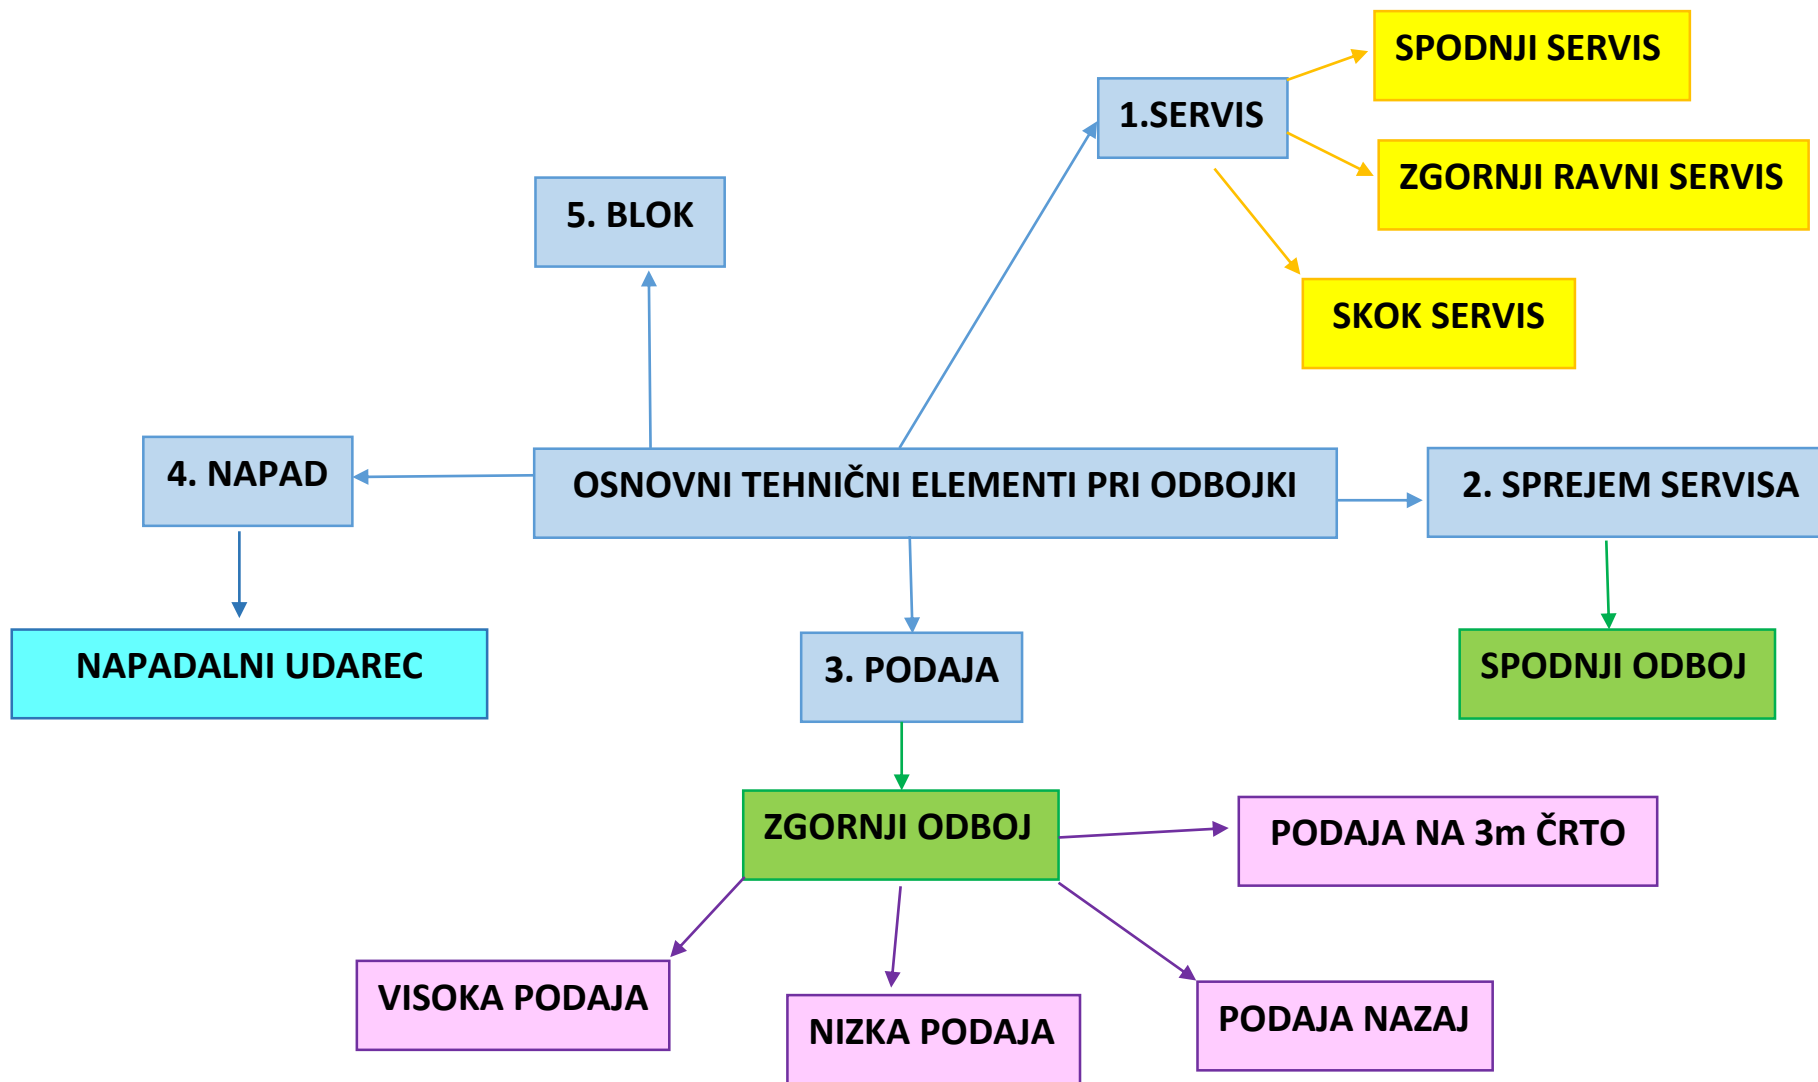 SPODNJI SERVIS
1.SERVIS
ZGORNJI RAVNI SERVIS
5. BLOK
SKOK SERVIS
4. NAPAD
OSNOVNI TEHNIČNI ELEMENTI PRI ODBOJKI
2. SPREJEM SERVISA
NAPADALNI UDAREC
3. PODAJA
SPODNJI ODBOJ
ZGORNJI ODBOJ
PODAJA NA 3m ČRTO
VISOKA PODAJA
NIZKA PODAJA
PODAJA NAZAJ